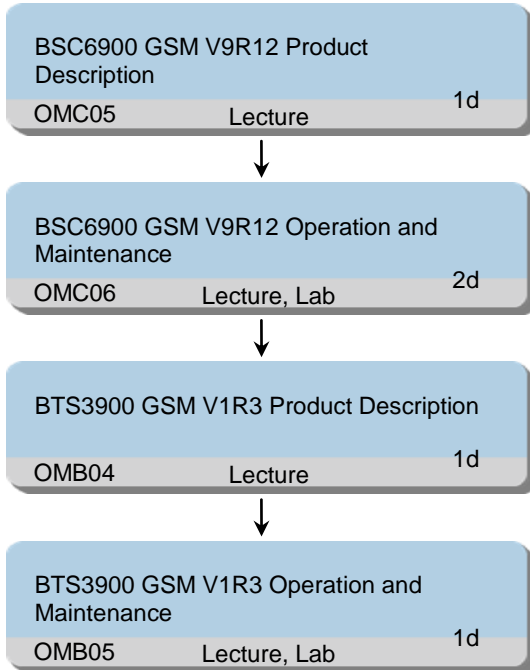 BSC6900 GSM V9R12 Product
Description
1d
OMC05 Lecture
BSC6900 GSM V9R12 Operation and
Maintenance
2d
OMC06 Lecture, Lab
BTS3900 GSM V1R3 Product Description
1d
OMB04 Lecture
BTS3900 GSM V1R3 Operation and
Maintenance
1d
OMB05 Lecture, Lab